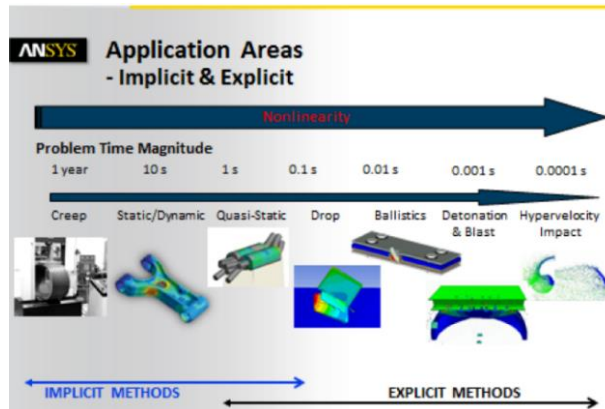 ANSYS
Application Areas
- Implicit & Explicit
Nonlinearity
Problem Time Magnitude
1 year 10 s 1 s 0.1 s 0.01 s 0.001 s 0.0001 s
Creep Static/Dynamic Quasi-Static Drop Ballistics Detonation & Blast Hypervelocity Impact
IMPLICIT METHODS EXPLICIT METHODS